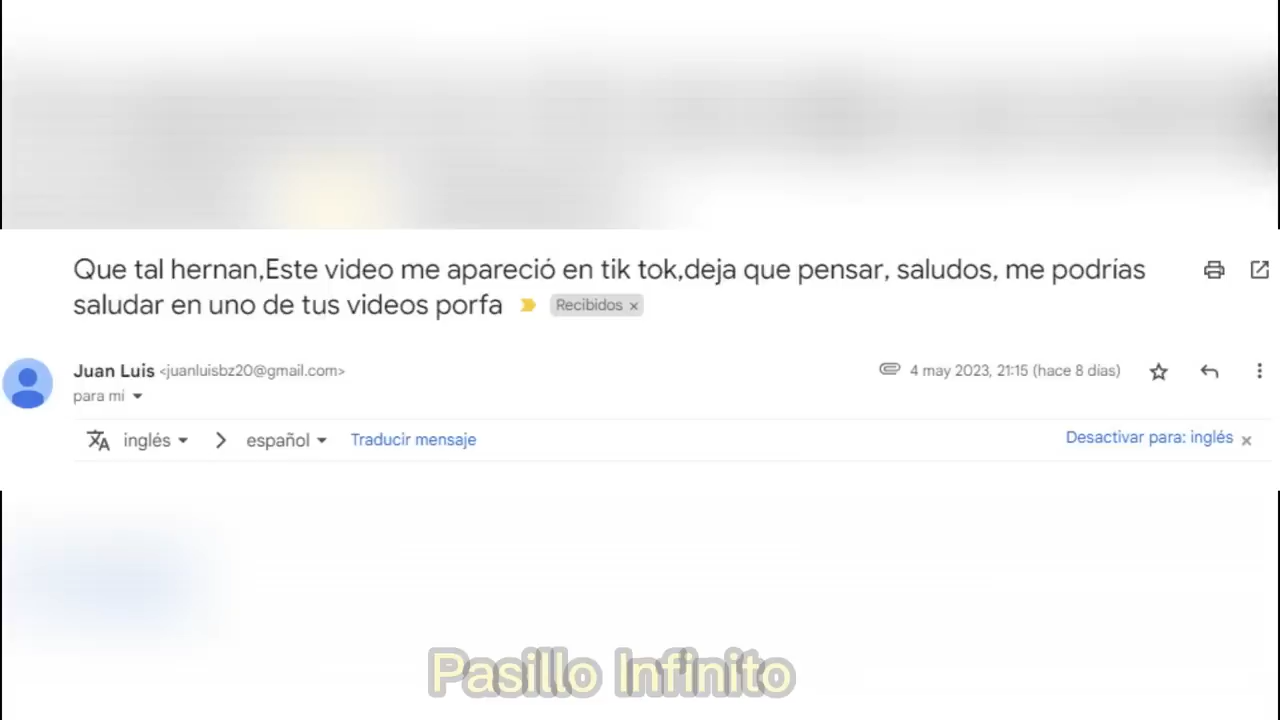 Que tal hernan,Este video me apareció en tik tok,deja que pensar, saludos, me podrías
saludar en uno de tus videos porfa Recibidos ×
Juan Luis <juanluisbz20@gmail.com> 4 may 2023, 21:15 (hace 8 días)
para mí
inglés > español Traducir mensaje Desactivar para: inglés ×
Pasillo Infinito